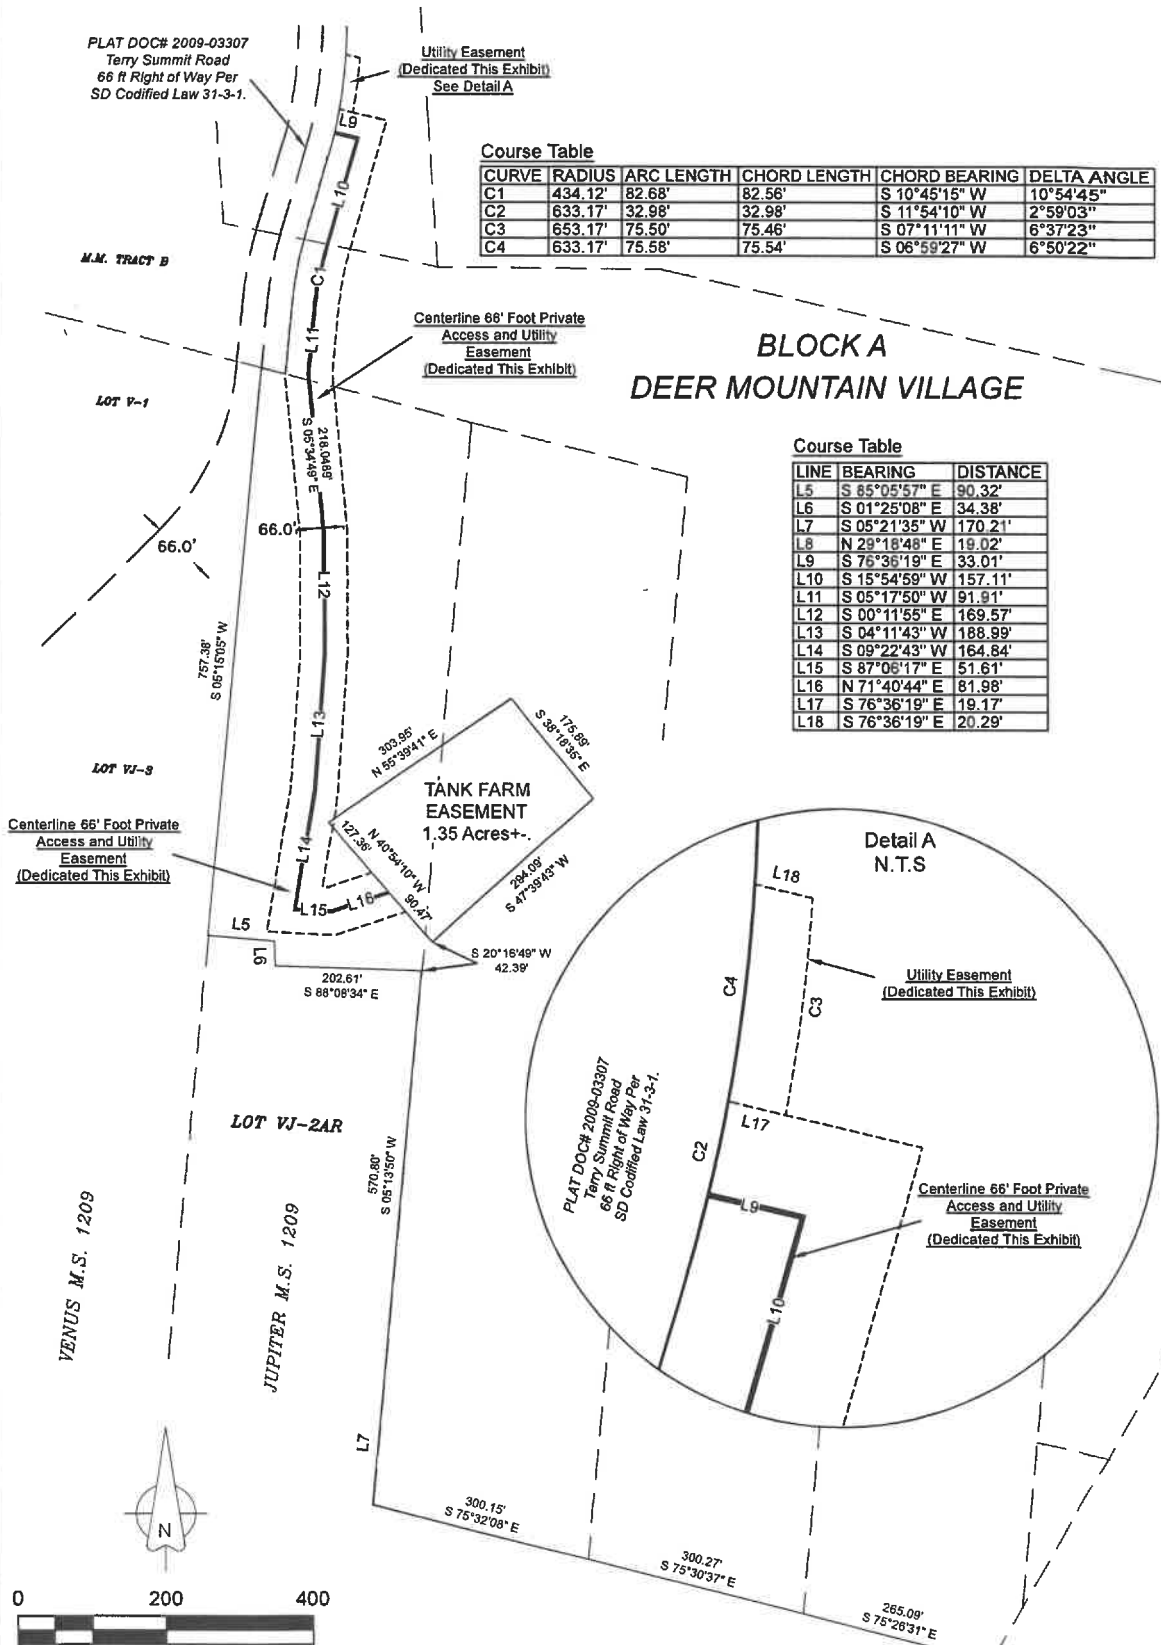 PLAT DOC# 2009-03307
Terry Summit Road
66 ft Right of Way Per
SD Codified Law 31-3-1.
Utility Easement
(Dedicated This Exhibit)
See Detail A
L9
L10
C1
L11
Course Table
CURVE RADIUS ARC LENGTH CHORD LENGTH CHORD BEARING DELTA ANGLE
C1 434.12' 82.68' 82.56' S 10°45'15" W 10°54'45"
C2 633.17' 32.98' 32.98' S 11°54'10" W 2°59'03"
C3 653.17' 75.50' 75.46' S 07°11'11" W 6°37'23"
C4 633.17' 75.58' 75.54' S 06°59'27" W 6°50'22"
M.M. TRACT B
Centerline 66' Foot Private
Access and Utility
Easement
(Dedicated This Exhibit)
BLOCK A
DEER MOUNTAIN VILLAGE
LOT V-1
218.0489'
S 05°34'49" E
66.0'
66.0'
L12
Course Table
LINE BEARING DISTANCE
L5 S 85°05'57" E 90.32'
L6 S 01°25'08" E 34.38'
L7 S 05°21'35" W 170.21'
L8 N 29°18'48" E 19.02'
L9 S 76°36'19" E 33.01'
L10 S 15°54'59" W 157.11'
L11 S 05°17'50" W 91.91'
L12 S 00°11'55" E 169.57'
L13 S 04°11'43" W 188.99'
L14 S 09°22'43" W 164.84'
L15 S 87°06'17" E 51.61'
L16 N 71°40'44" E 81.98'
L17 S 76°36'19" E 19.17'
L18 S 76°36'19" E 20.29'
757.38'
S 05°15'05" W
L13
303.95'
N 55°39'41" E
175.89'
S 38°18'35" E
LOT VJ-3
TANK FARM
EASEMENT
1.35 Acres+-.
Centerline 66' Foot Private
Access and Utility
Easement
(Dedicated This Exhibit)
L14
127.36'
N 40°54'10" W
90.47'
294.09'
S 47°39'43" W
L15
L16
L5
L6
S 20°16'49" W
42.39'
202.61'
S 88°08'34" E
Detail A
N.T.S
L18
C4
C3
Utility Easement
(Dedicated This Exhibit)
PLAT DOC# 2009-03307
Terry Summit Road
66 ft Right of Way Per
SD Codified Law 31-3-1.
L17
C2
L9
Centerline 66' Foot Private
Access and Utility
Easement
(Dedicated This Exhibit)
L10
LOT VJ-2AR
570.80'
S 05°13'50" W
VENUS M.S. 1209
JUPITER M.S. 1209
L7
N
300.15'
S 75°32'08" E
300.27'
S 75°30'37" E
265.09'
S 75°26'31" E
0 200 400